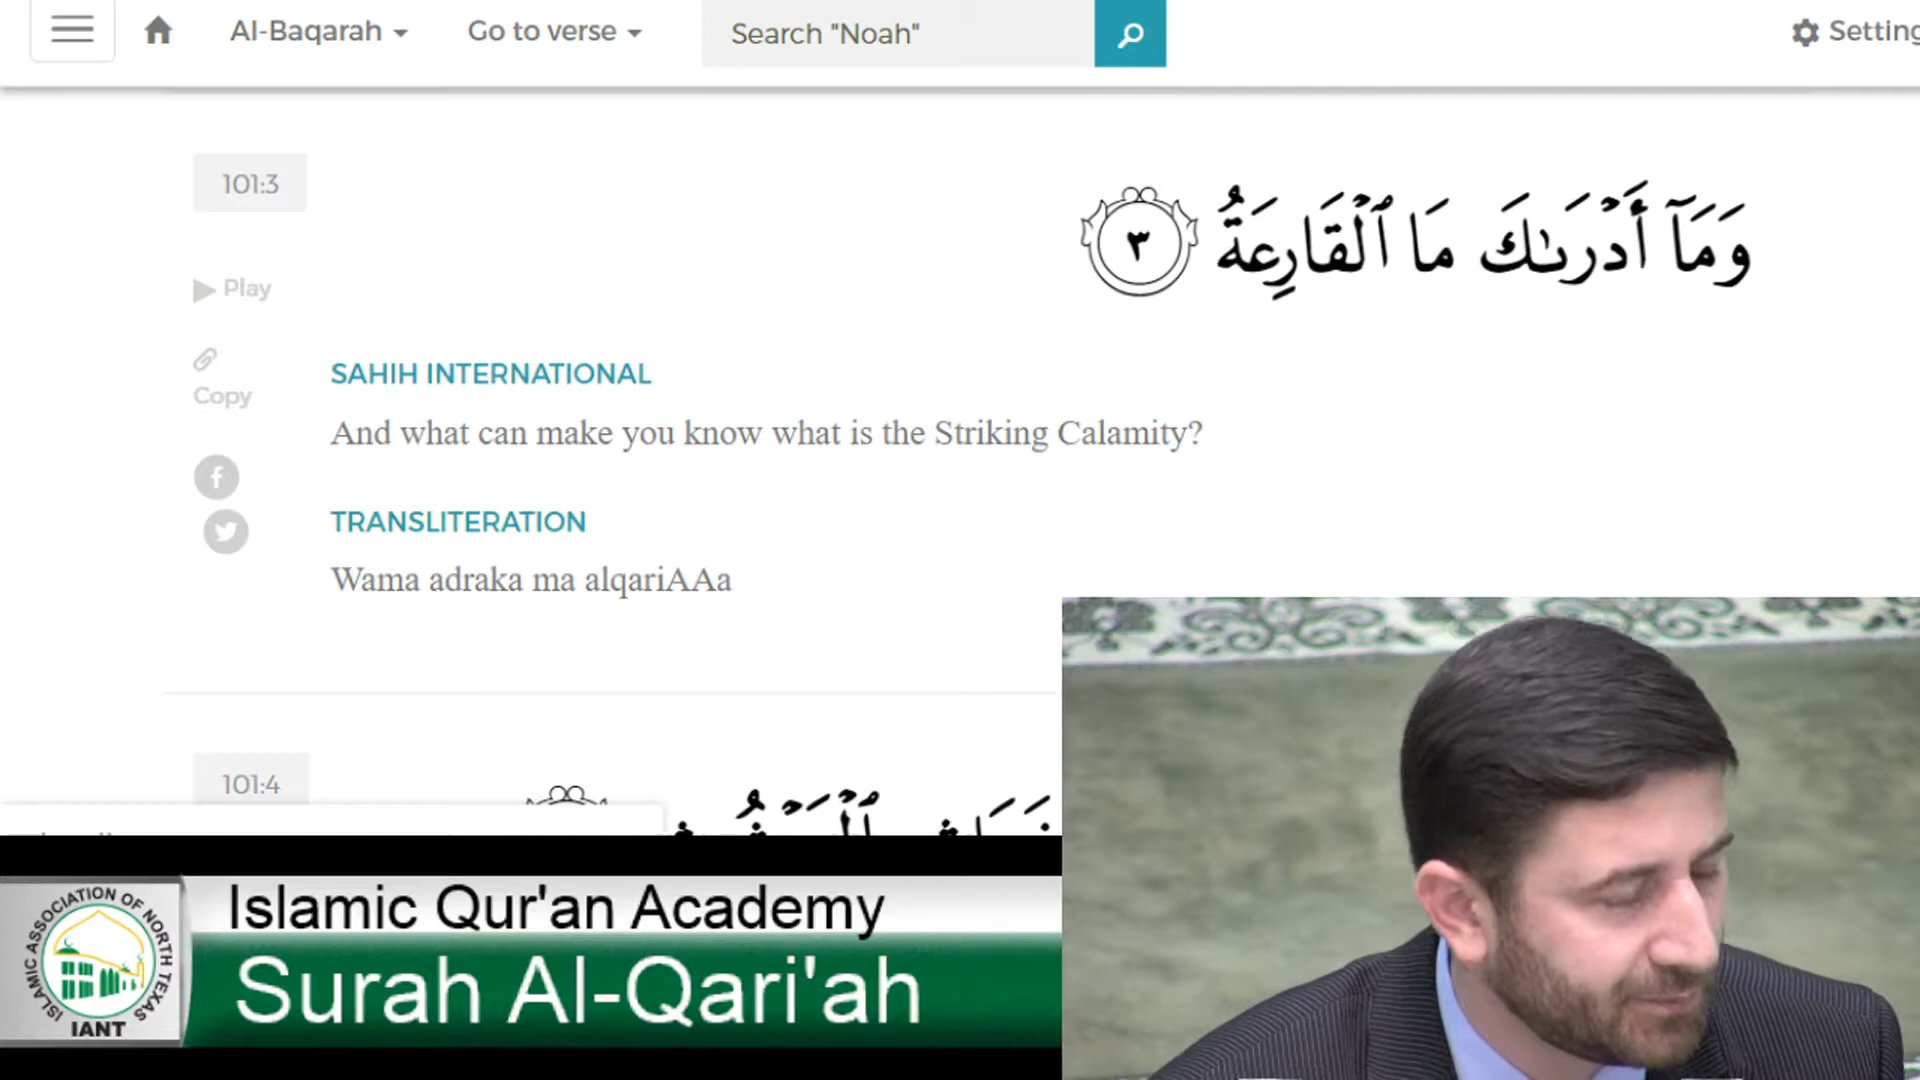 Al-Baqarah
Go to verse
Search "Noah"
Setting
101:3
وَمَآ أَدْرَىٰكَ مَا ٱلْقَارِعَةُ ٣
Play
Copy
SAHIH INTERNATIONAL
And what can make you know what is the Striking Calamity?
TRANSLITERATION
Wama adraka ma alqariAAa
101:4
Islamic Qur'an Academy
Surah Al-Qari'ah
ISLAMIC ASSOCIATION OF NORTH TEXAS
IANT